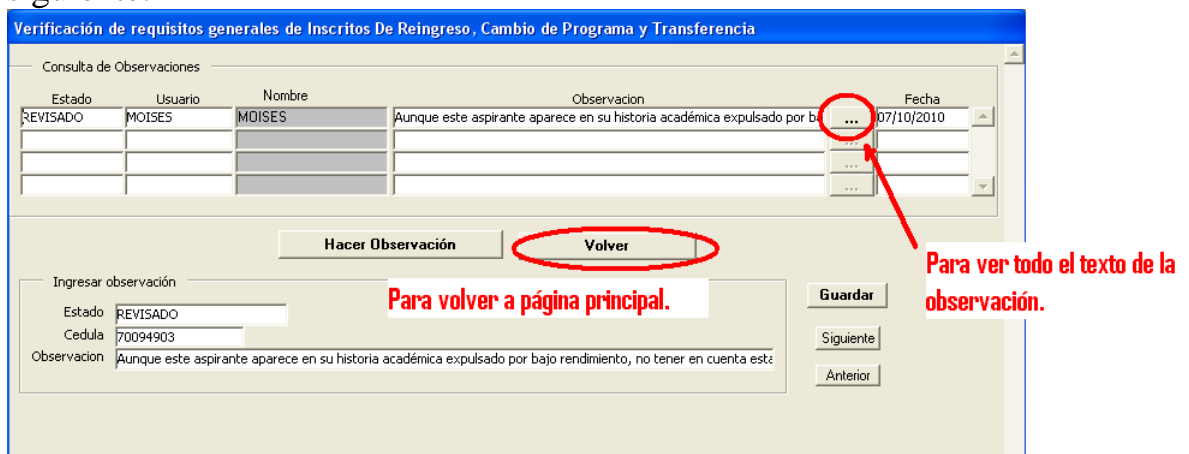 Verificación de requisitos generales de Inscritos De Reingreso, Cambio de Programa y Transferencia
Consulta de Observaciones
Estado Usuario Nombre Observacion Fecha
REVISADO MOISES MOISES Aunque este aspirante aparece en su historia académica expulsado por ba ... 07/10/2010
...
...
...
Hacer Observación Volver
Para ver todo el texto de la
observación.
Ingresar observación
Para volver a página principal.
Guardar
Estado REVISADO
Cedula 70094903
Siguiente
Observacion Aunque este aspirante aparece en su historia académica expulsado por bajo rendimiento, no tener en cuenta esta
Anterior